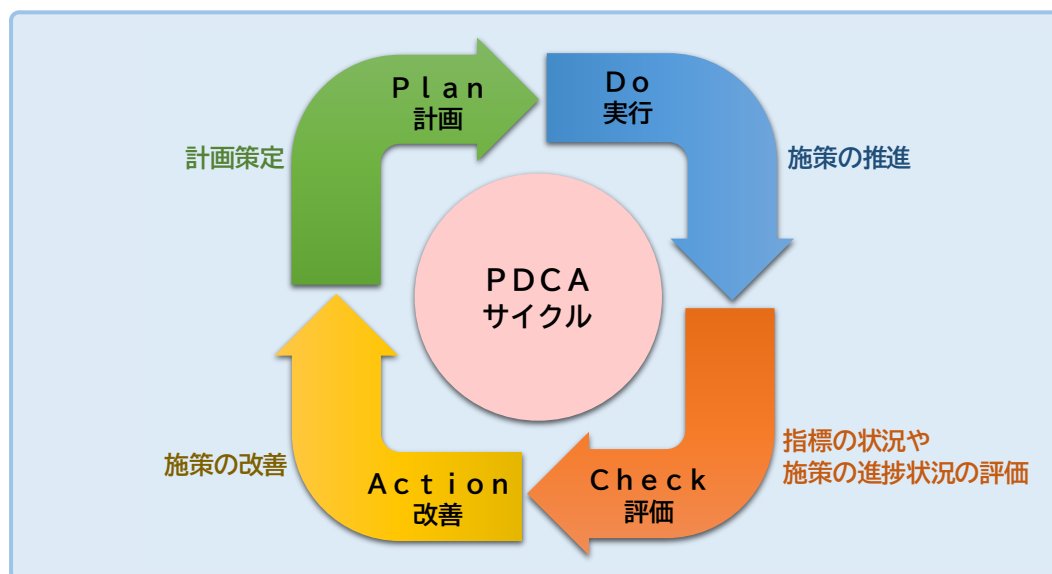 Ｐｌａｎ
計画
Ｄｏ
実行
計画策定
施策の推進
ＰＤＣＡ
サイクル
施策の改善
Ａｃｔｉｏｎ
改善
Ｃｈｅｃｋ
評価
指標の状況や
施策の進捗状況の評価